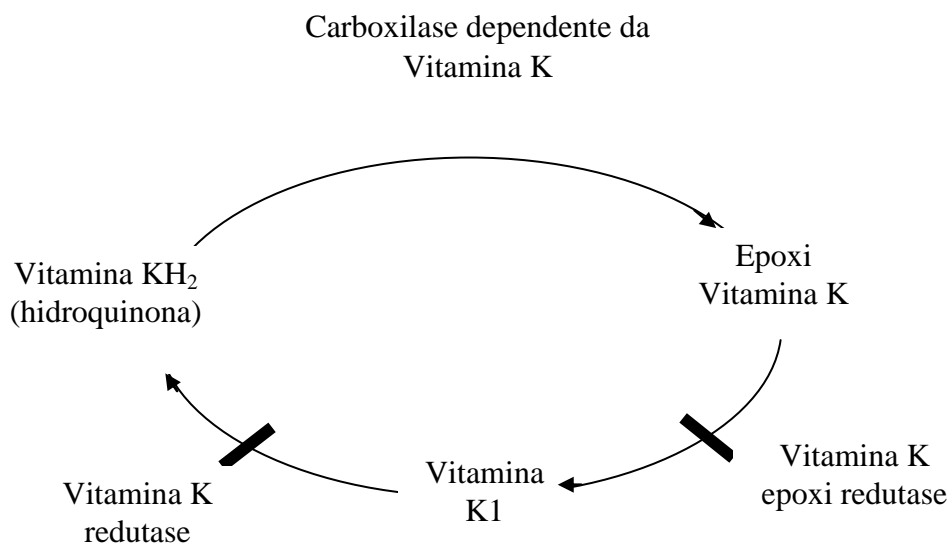 Carboxilase dependente da
Vitamina K
Vitamina KH₂
(hidroquinona)
Epoxi
Vitamina K
Vitamina K
redutase
Vitamina
K1
Vitamina K
epoxi redutase